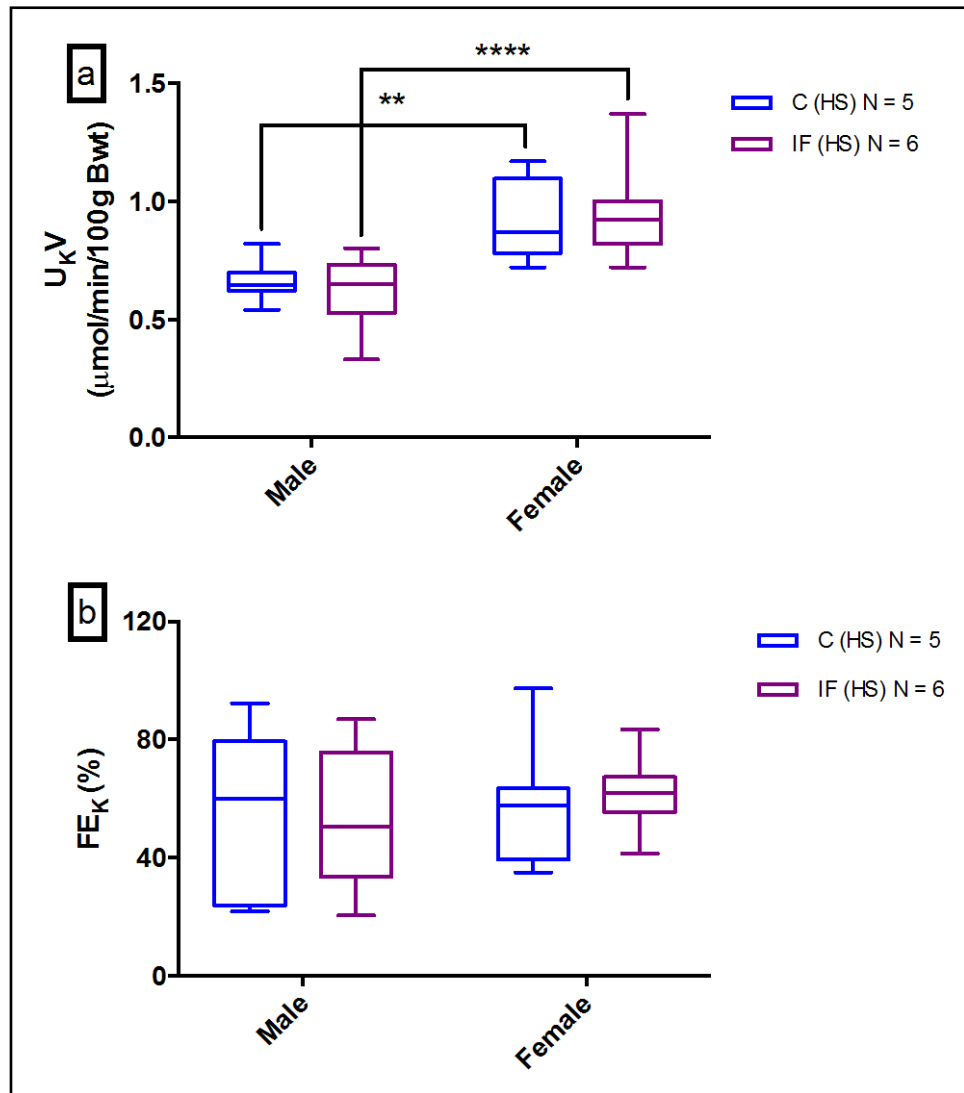 a
****
**
1.5
1.0
0.5
0.0
UKV
(μmol/min/100g Bwt)
C (HS) N = 5
IF (HS) N = 6
Male
Female
b
120
80
40
0
FEK (%)
C (HS) N = 5
IF (HS) N = 6
Male
Female